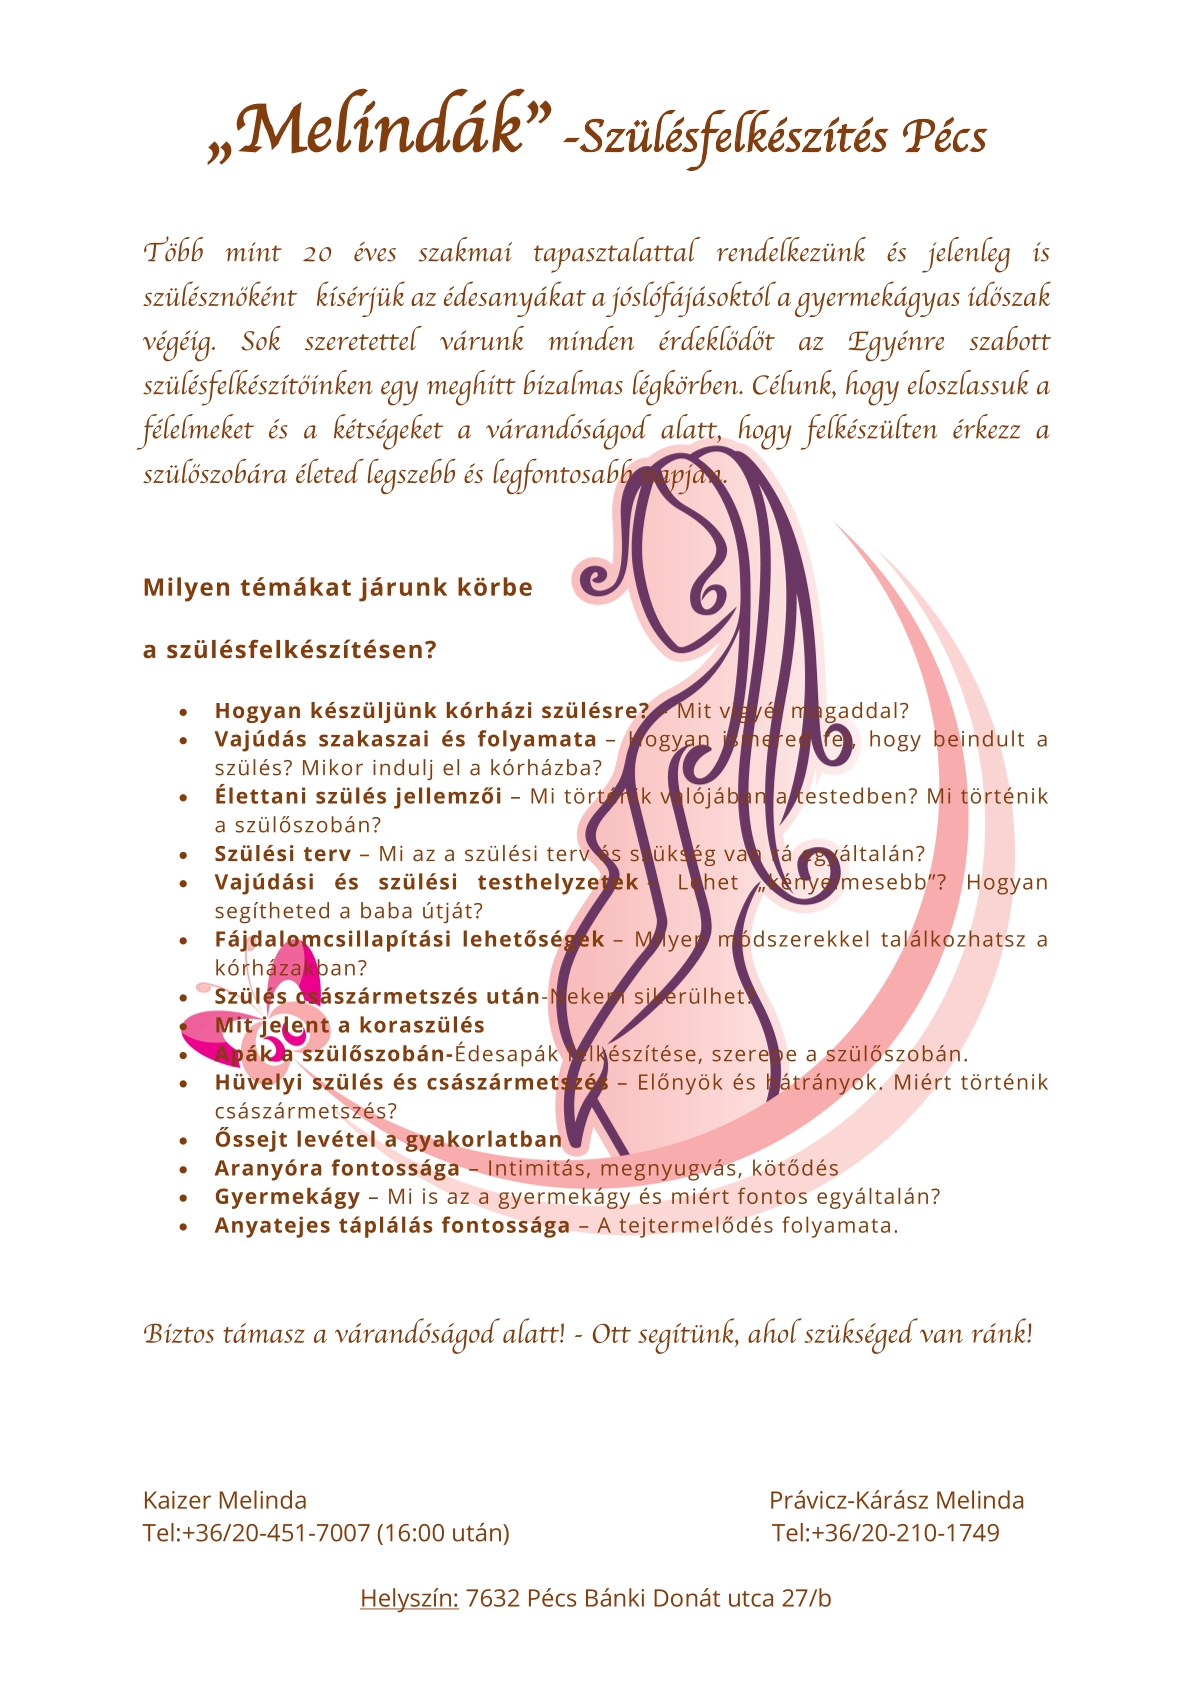 „Melindák” -Szülésfelkészítés Pécs
Több mint 20 éves szakmai tapasztalattal rendelkezünk és jelenleg is
szülésznőként kísérjük az édesanyákat a jóslófájásoktól a gyermekágyas időszak
végéig. Sok szeretettel várunk minden érdeklődőt az Egyénre szabott
szülésfelkészítőinken egy meghitt bizalmas légkörben. Célunk, hogy eloszlassuk a
félelmeket és a kétségeket a várandóságod alatt, hogy felkészülten érkezz a
szülőszobára életed legszebb és legfontosabb napján.
Milyen témákat járunk körbe
a szülésfelkészítésen?
• Hogyan készüljünk kórházi szülésre? – Mit vigyél magaddal?
• Vajúdás szakaszai és folyamata – Hogyan ismered fel, hogy beindult a
szülés? Mikor indulj el a kórházba?
• Élettani szülés jellemzői – Mi történik valójában a testedben? Mi történik
a szülőszobán?
• Szülési terv – Mi az a szülési terv és szükség van rá egyáltalán?
• Vajúdási és szülési testhelyzetek – Lehet „kényelmesebb”? Hogyan
segítheted a baba útját?
• Fájdalomcsillapítási lehetőségek – Milyen módszerekkel találkozhatsz a
kórházakban?
• Szülés császármetszés után-Nekem sikerülhet?
• Mit jelent a koraszülés
• Apák a szülőszobán-Édesapák felkészítése, szerepe a szülőszobán.
• Hüvelyi szülés és császármetszés – Előnyök és hátrányok. Miért történik
császármetszés?
• Őssejt levétel a gyakorlatban
• Aranyóra fontossága – Intimitás, megnyugvás, kötődés
• Gyermekágy – Mi is az a gyermekágy és miért fontos egyáltalán?
• Anyatejes táplálás fontossága – A tejtermelődés folyamata.
Biztos támasz a várandóságod alatt! - Ott segítünk, ahol szükséged van ránk!
Kaizer Melinda
Tel:+36/20-451-7007 (16:00 után)
Právicz-Kárász Melinda
Tel:+36/20-210-1749
Helyszín: 7632 Pécs Bánki Donát utca 27/b